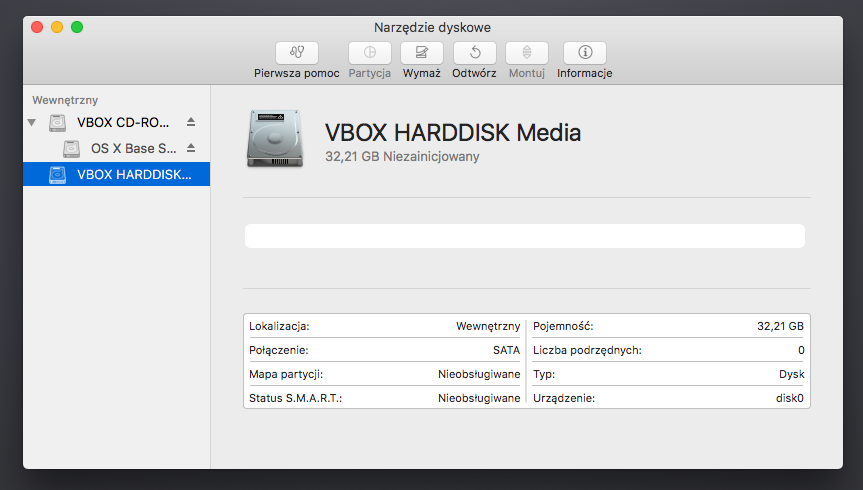 Narzędzie dyskowe
Pierwsza pomoc Partycja Wymaż Odtwórz Montuj Informacje
Wewnętrzny
VBOX CD-RO...
OS X Base S...
VBOX HARDDISK...
VBOX HARDDISK Media
32,21 GB Niezainicjowany
Lokalizacja: Wewnętrzny Pojemność: 32,21 GB
Połączenie: SATA Liczba podrzędnych: 0
Mapa partycji: Nieobsługiwane Typ: Dysk
Status S.M.A.R.T.: Nieobsługiwane Urządzenie: disk0